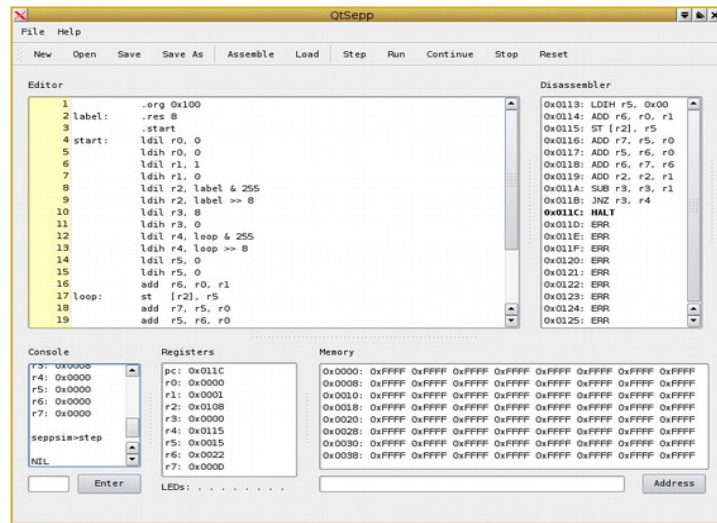 QtSepp
File Help
New Open Save Save As Assemble Load Step Run Continue Stop Reset
Editor
1 .org 0x100
2 label: .res 8
3 .start
4 start: ldil r0, 0
5 ldih r0, 0
6 ldil r1, 1
7 ldih r1, 0
8 ldil r2, label & 255
9 ldih r2, label >> 8
10 ldil r3, 8
11 ldih r3, 0
12 ldil r4, loop & 255
13 ldih r4, loop >> 8
14 ldil r5, 0
15 ldih r5, 0
16 add r6, r0, r1
17 loop: st [r2], r5
18 add r7, r5, r0
19 add r5, r6, r0
Disassembler
0x0113: LDIH r5, 0x00
0x0114: ADD r6, r0, r1
0x0115: ST [r2], r5
0x0116: ADD r7, r5, r0
0x0117: ADD r5, r6, r0
0x0118: ADD r6, r7, r6
0x0119: ADD r2, r2, r1
0x011A: SUB r3, r3, r1
0x011B: JNZ r3, r4
0x011C: HALT
0x011D: ERR
0x011E: ERR
0x011F: ERR
0x0120: ERR
0x0121: ERR
0x0122: ERR
0x0123: ERR
0x0124: ERR
0x0125: ERR
Console
r3: 0x0008
r4: 0x0000
r5: 0x0000
r6: 0x0000
r7: 0x0000
seppsim>step
NIL
Enter
Registers
pc: 0x011C
r0: 0x0000
r1: 0x0001
r2: 0x0108
r3: 0x0000
r4: 0x0115
r5: 0x0015
r6: 0x0022
r7: 0x000D
LEDs: . . . . . . . .
Memory
0x0000: 0xFFFF 0xFFFF 0xFFFF 0xFFFF 0xFFFF 0xFFFF 0xFFFF 0xFFFF
0x0008: 0xFFFF 0xFFFF 0xFFFF 0xFFFF 0xFFFF 0xFFFF 0xFFFF 0xFFFF
0x0010: 0xFFFF 0xFFFF 0xFFFF 0xFFFF 0xFFFF 0xFFFF 0xFFFF 0xFFFF
0x0018: 0xFFFF 0xFFFF 0xFFFF 0xFFFF 0xFFFF 0xFFFF 0xFFFF 0xFFFF
0x0020: 0xFFFF 0xFFFF 0xFFFF 0xFFFF 0xFFFF 0xFFFF 0xFFFF 0xFFFF
0x0028: 0xFFFF 0xFFFF 0xFFFF 0xFFFF 0xFFFF 0xFFFF 0xFFFF 0xFFFF
0x0030: 0xFFFF 0xFFFF 0xFFFF 0xFFFF 0xFFFF 0xFFFF 0xFFFF 0xFFFF
0x0038: 0xFFFF 0xFFFF 0xFFFF 0xFFFF 0xFFFF 0xFFFF 0xFFFF 0xFFFF
Address